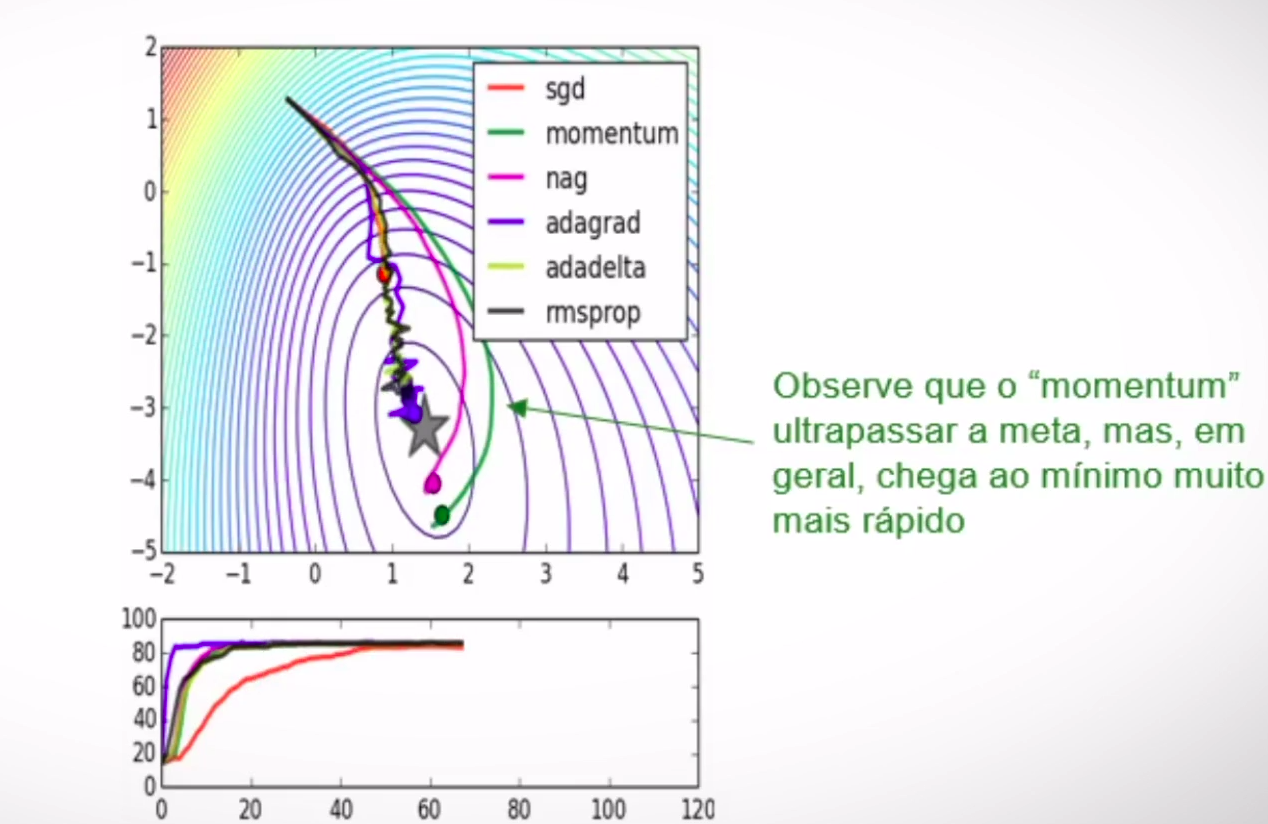 2
1
0
−1
−2
−3
−4
−5
−2 −1 0 1 2 3 4 5
sgd
momentum
nag
adagrad
adadelta
rmsprop
Observe que o “momentum”
ultrapassar a meta, mas, em
geral, chega ao mínimo muito
mais rápido
100
80
60
40
20
0
0 20 40 60 80 100 120